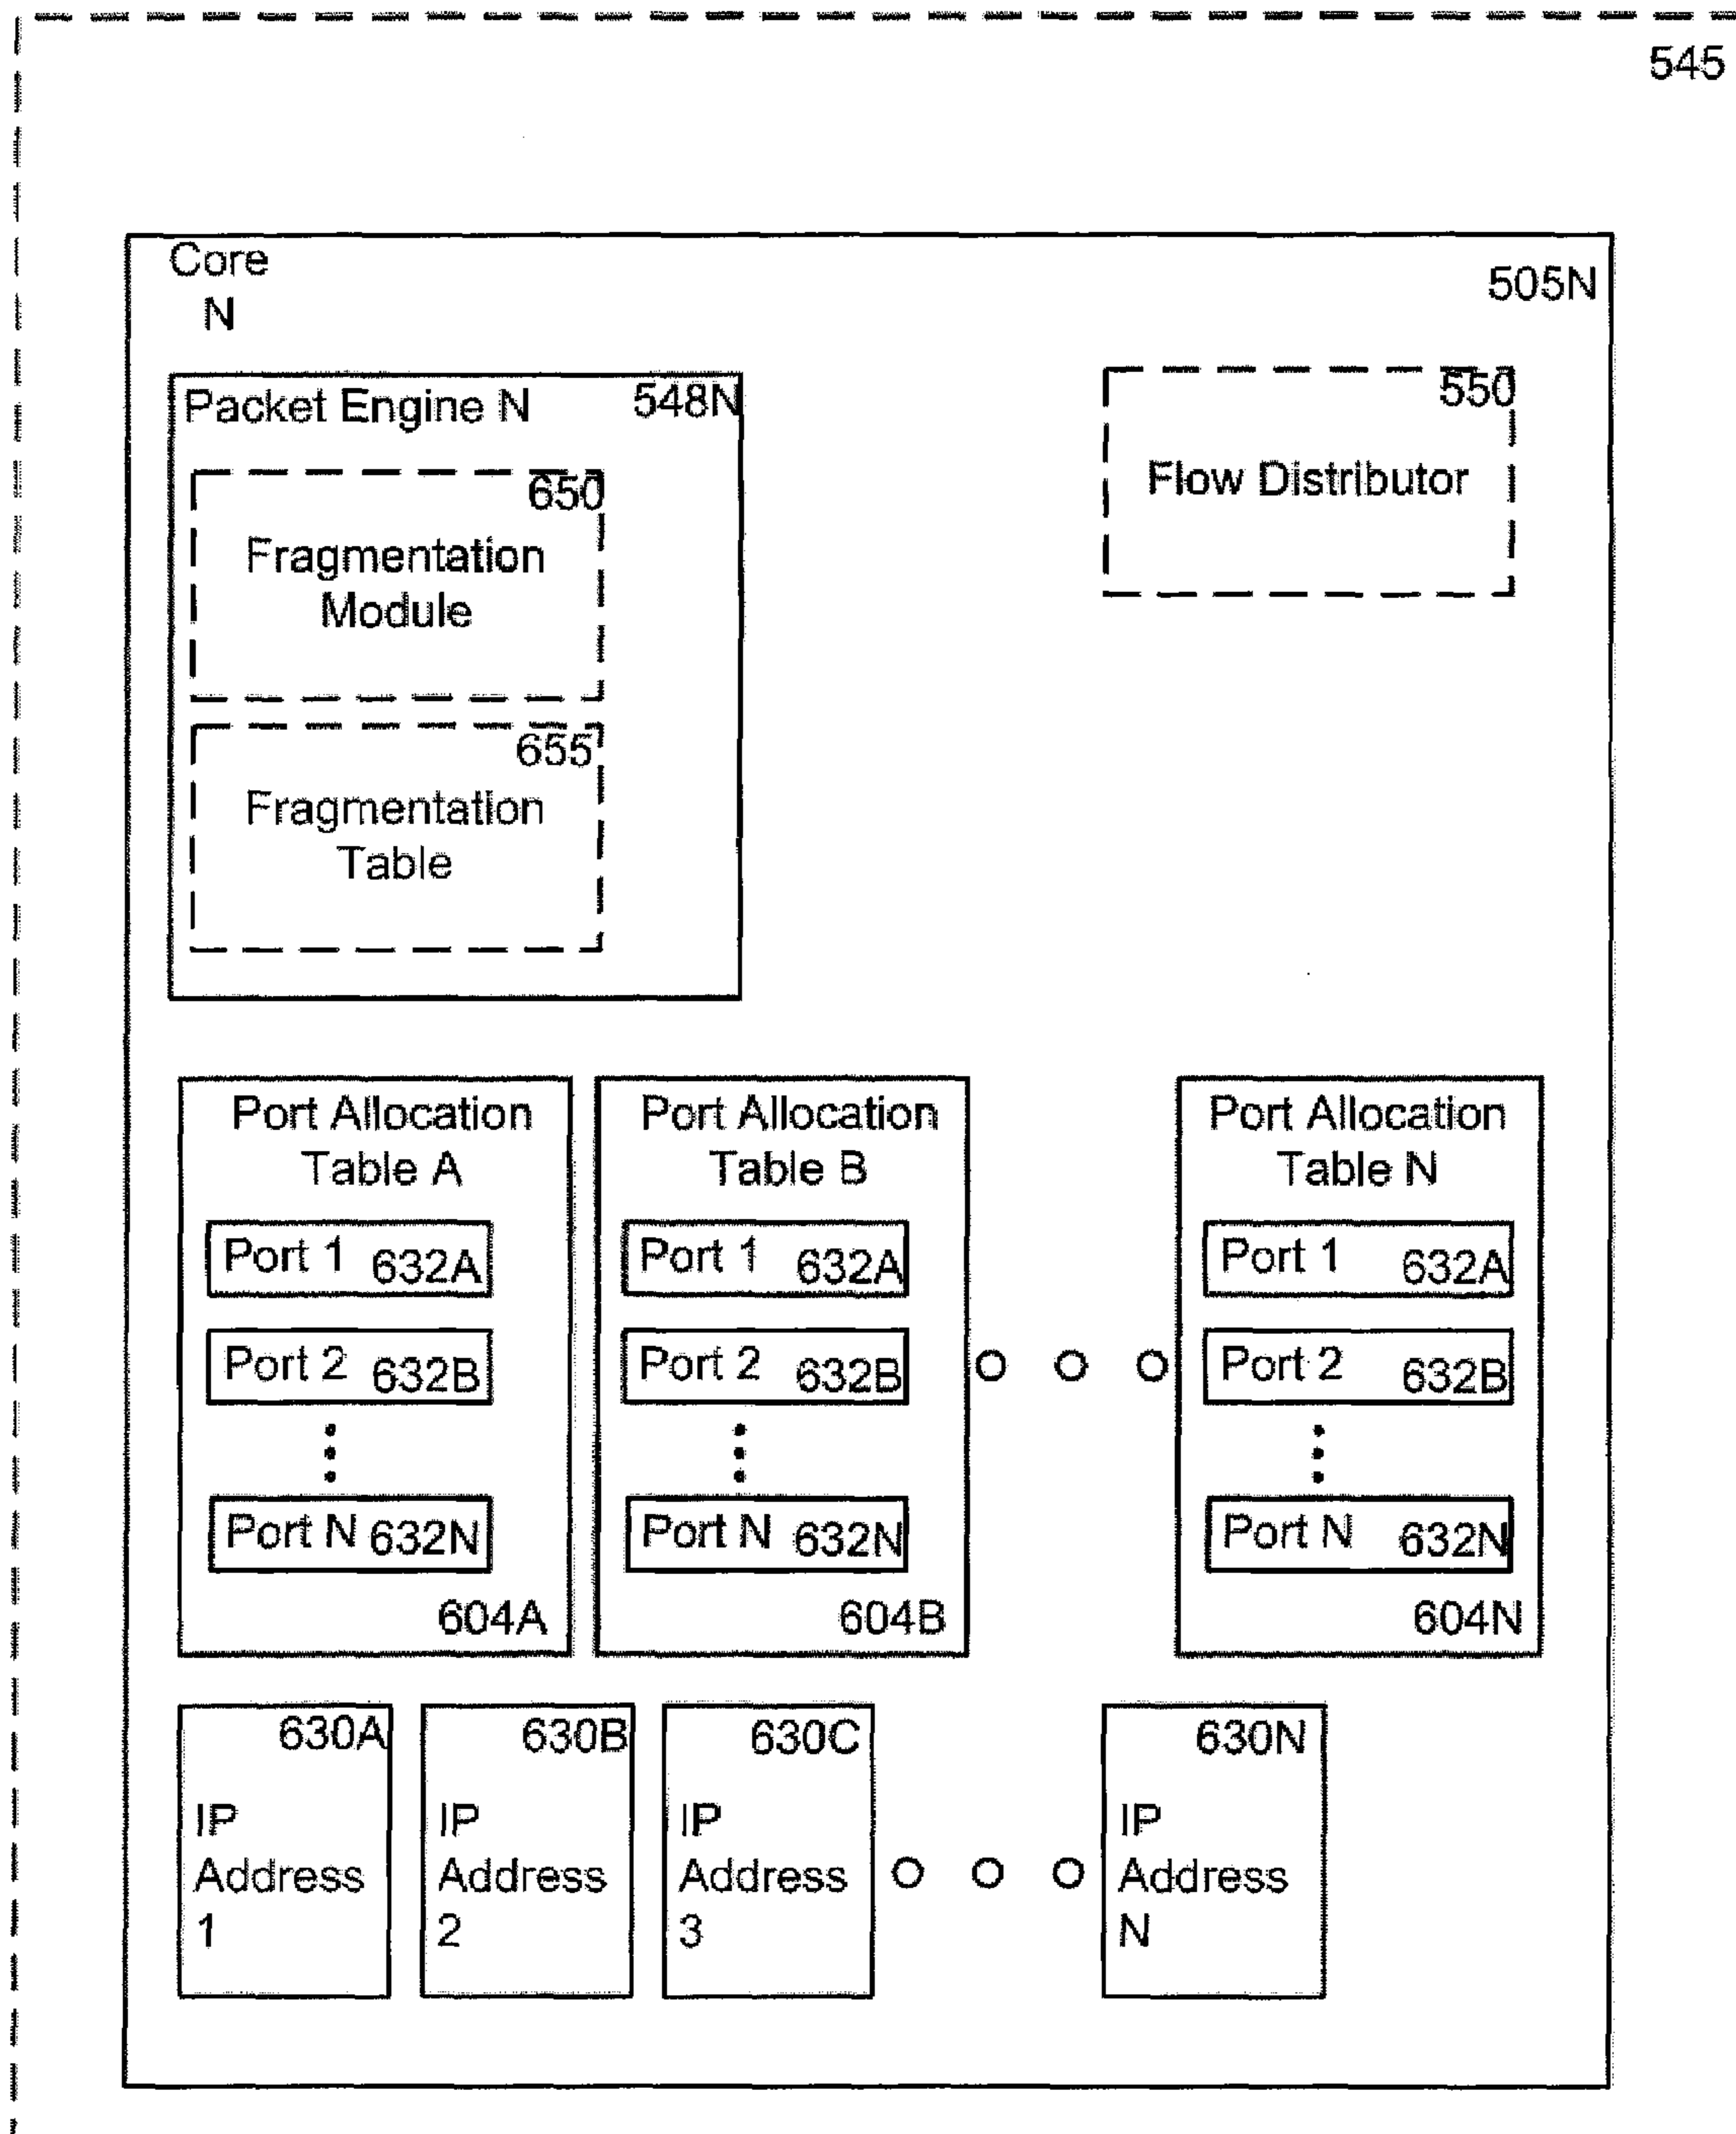 545
Core
N
505N
Packet Engine N
548N
550
Flow Distributor
650
Fragmentation
Module
655
Fragmentation
Table
Port Allocation
Table A
Port 1 632A
Port 2 632B
Port N 632N
604A
Port Allocation
Table B
Port 1 632A
Port 2 632B
Port N 632N
604B
Port Allocation
Table N
Port 1 632A
Port 2 632B
Port N 632N
604N
630A
IP
Address
1
630B
IP
Address
2
630C
IP
Address
3
630N
IP
Address
N